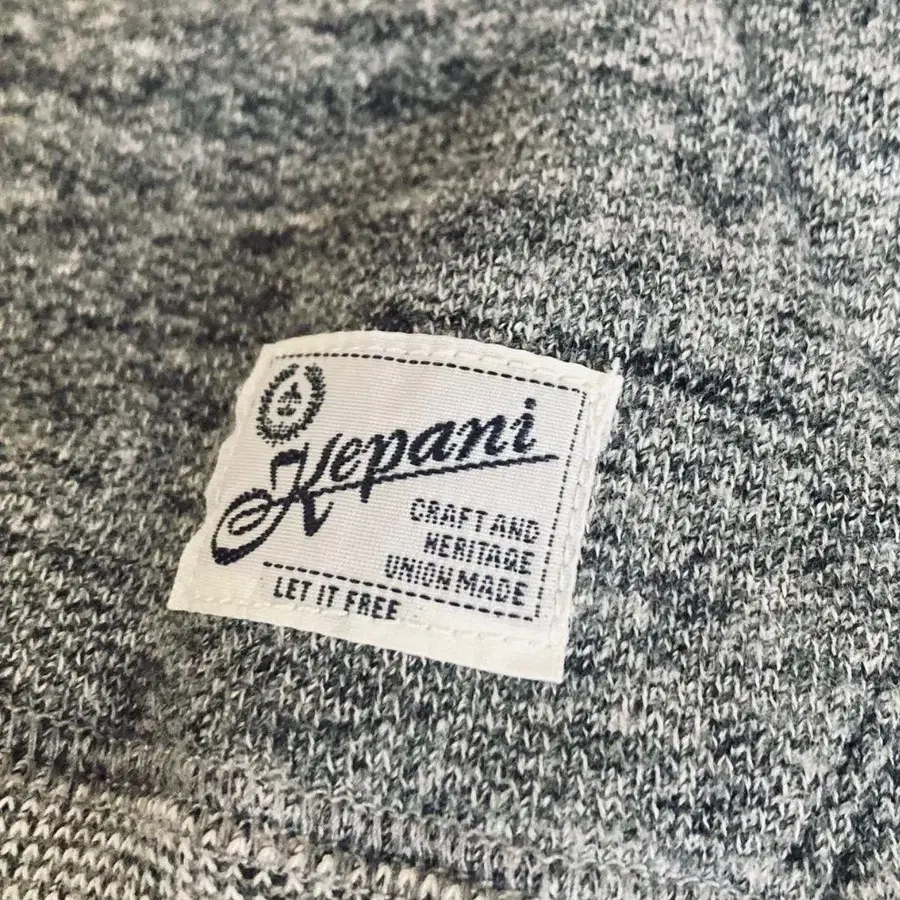 Kepani
CRAFT AND
HERITAGE
UNION MADE
LET IT FREE